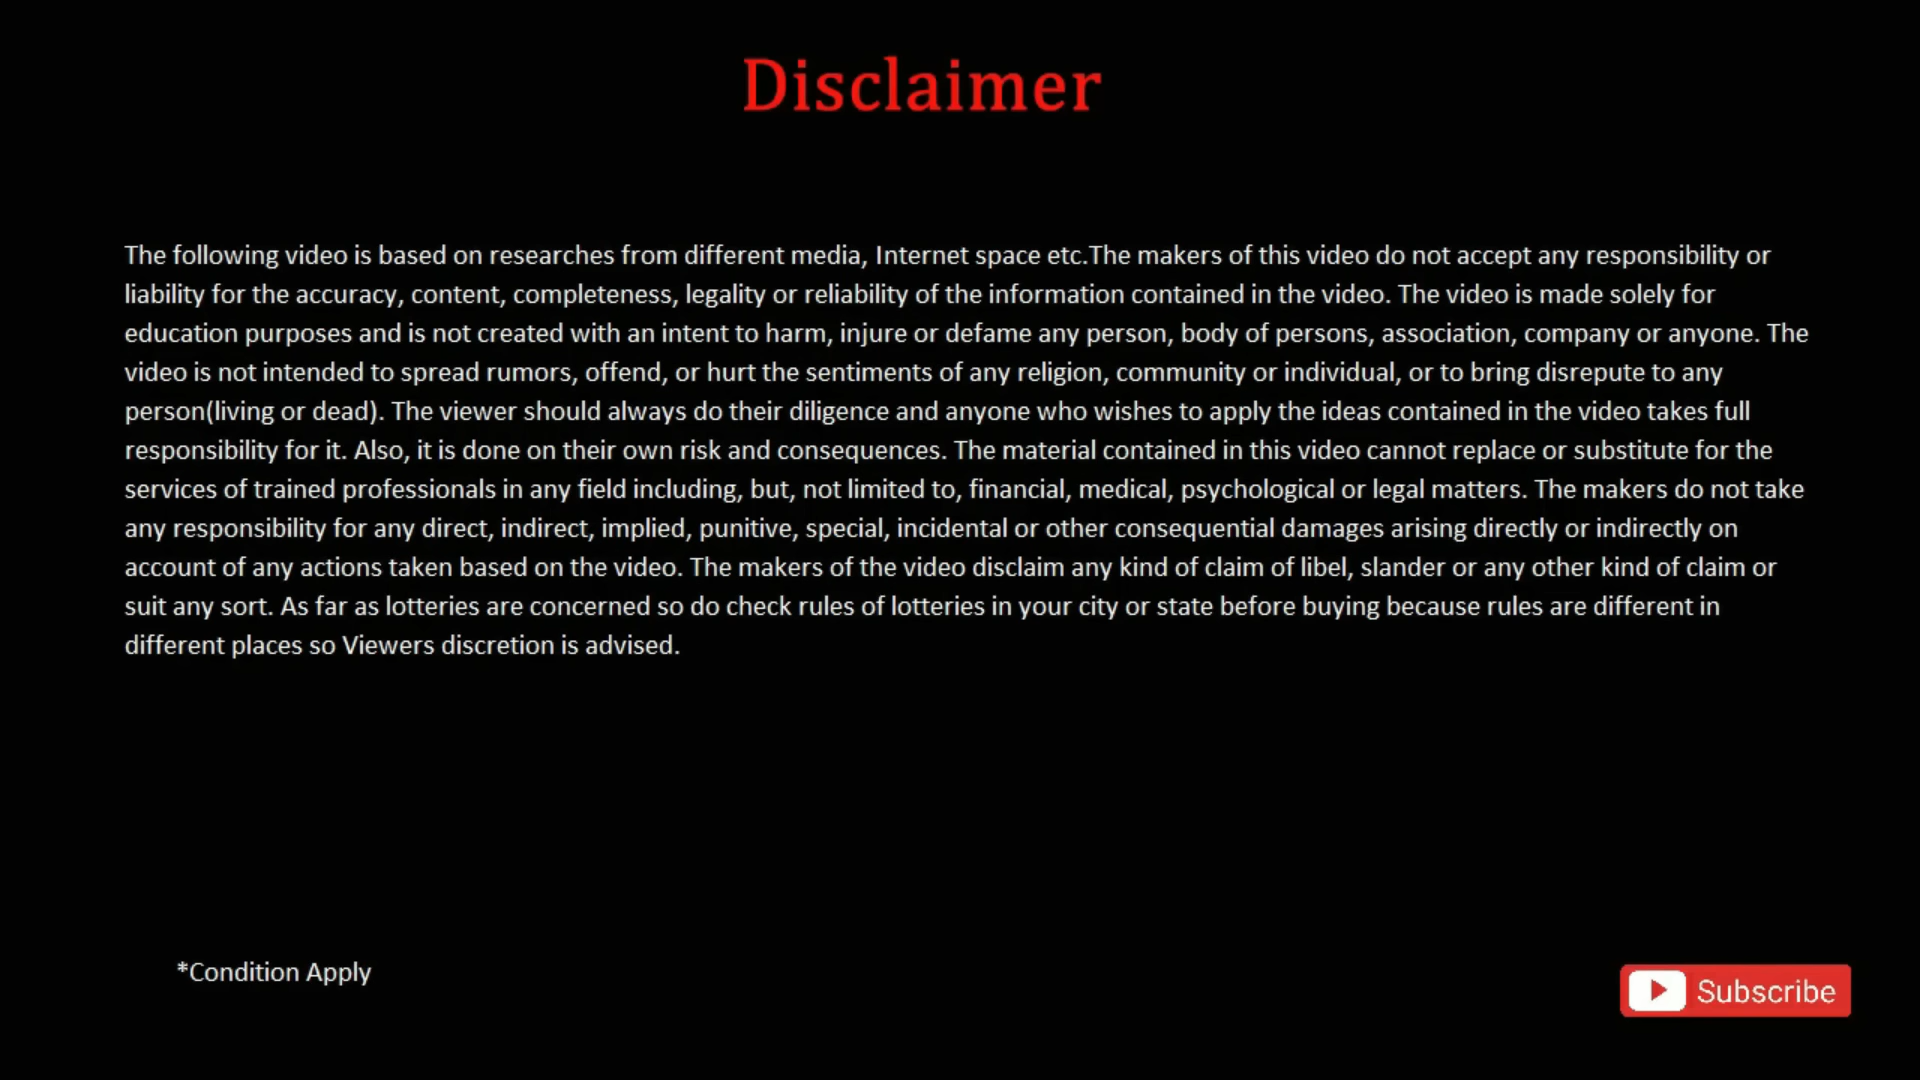 Disclaimer
The following video is based on researches from different media, Internet space etc.The makers of this video do not accept any responsibility or
liability for the accuracy, content, completeness, legality or reliability of the information contained in the video. The video is made solely for
education purposes and is not created with an intent to harm, injure or defame any person, body of persons, association, company or anyone. The
video is not intended to spread rumors, offend, or hurt the sentiments of any religion, community or individual, or to bring disrepute to any
person(living or dead). The viewer should always do their diligence and anyone who wishes to apply the ideas contained in the video takes full
responsibility for it. Also, it is done on their own risk and consequences. The material contained in this video cannot replace or substitute for the
services of trained professionals in any field including, but, not limited to, financial, medical, psychological or legal matters. The makers do not take
any responsibility for any direct, indirect, implied, punitive, special, incidental or other consequential damages arising directly or indirectly on
account of any actions taken based on the video. The makers of the video disclaim any kind of claim of libel, slander or any other kind of claim or
suit any sort. As far as lotteries are concerned so do check rules of lotteries in your city or state before buying because rules are different in
different places so Viewers discretion is advised.
*Condition Apply
Subscribe